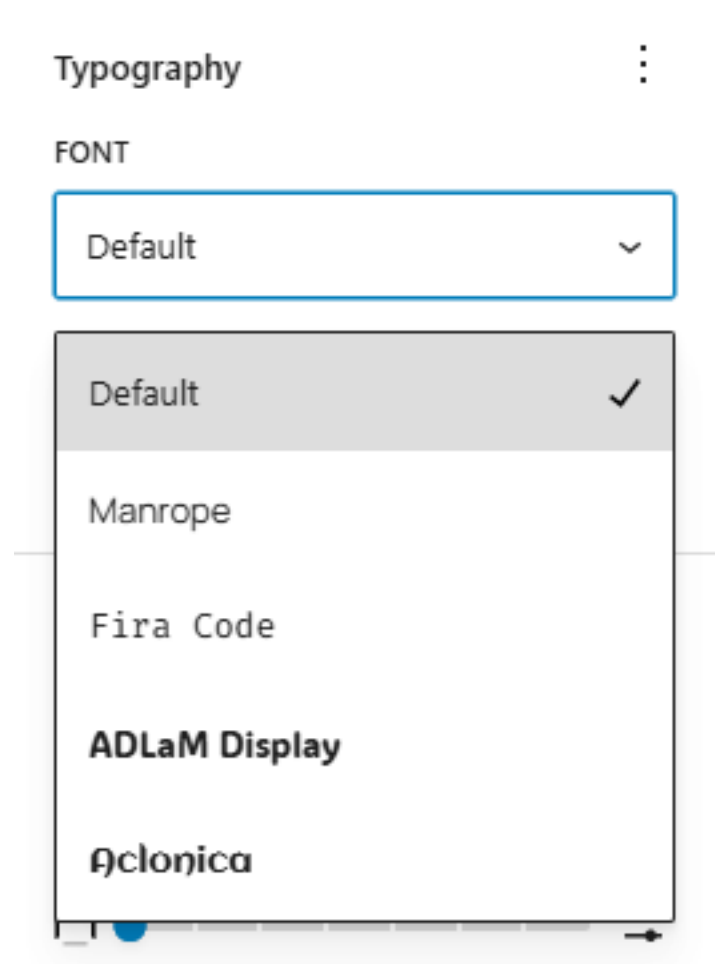 Typography
FONT
Default
Default
Manrope
Fira Code
ADLaM Display
Aclonica